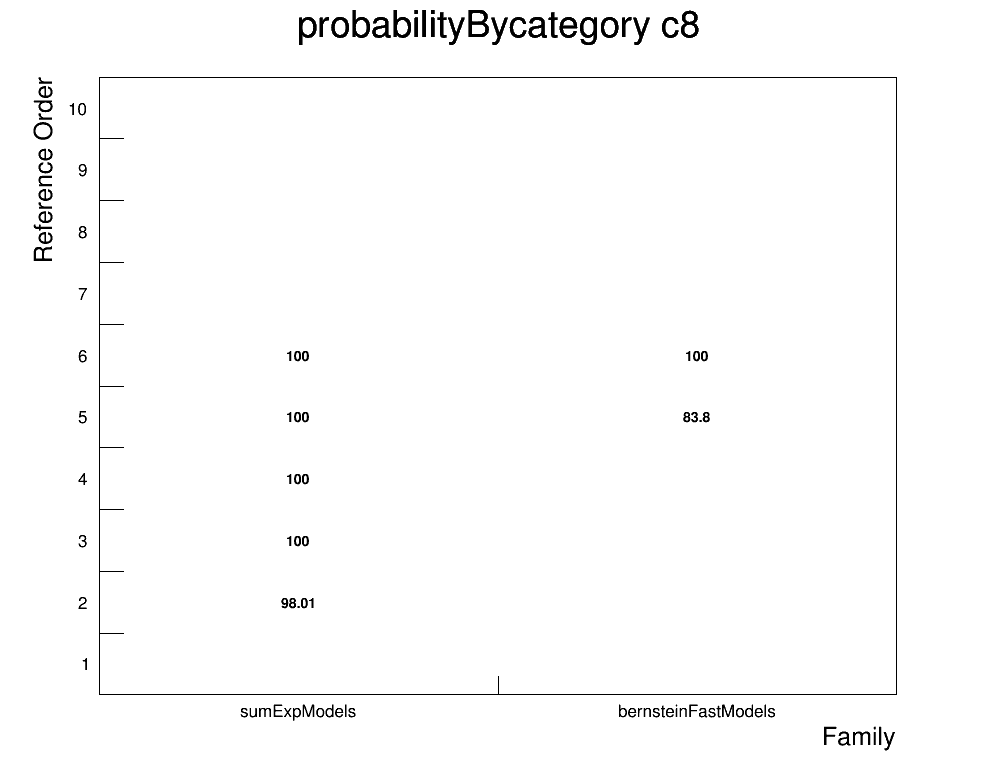 probabilityBycategory c8
Reference Order
10
9
8
7
6 100 100
5 100 83.8
4 100
3 100
2 98.01
1
sumExpModels bernsteinFastModels
Family